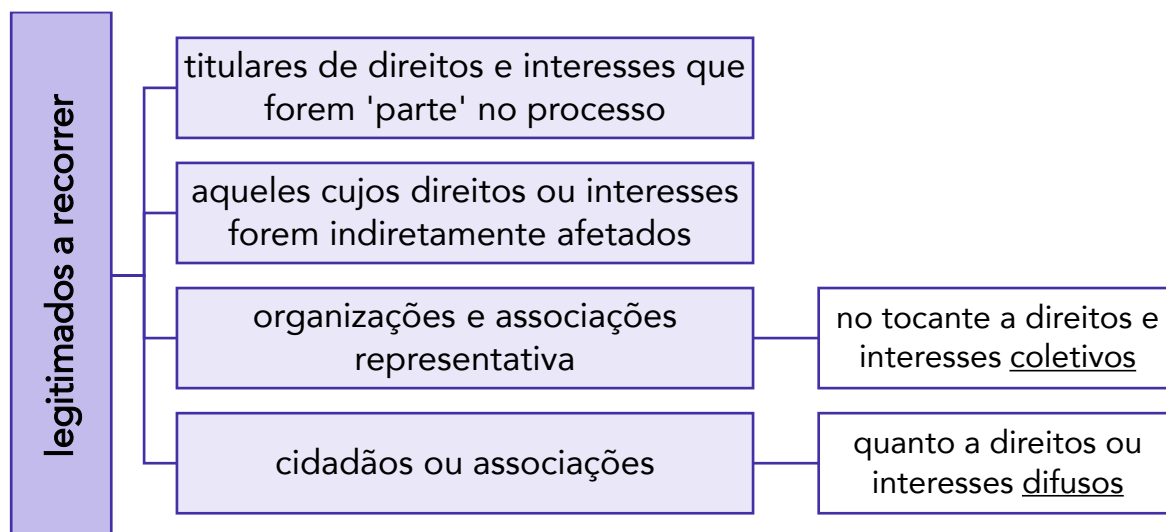 legitimados a recorrer
titulares de direitos e interesses que
forem 'parte' no processo
aqueles cujos direitos ou interesses
forem indiretamente afetados
organizações e associações
representativa
no tocante a direitos e
interesses coletivos
cidadãos ou associações
quanto a direitos ou
interesses difusos